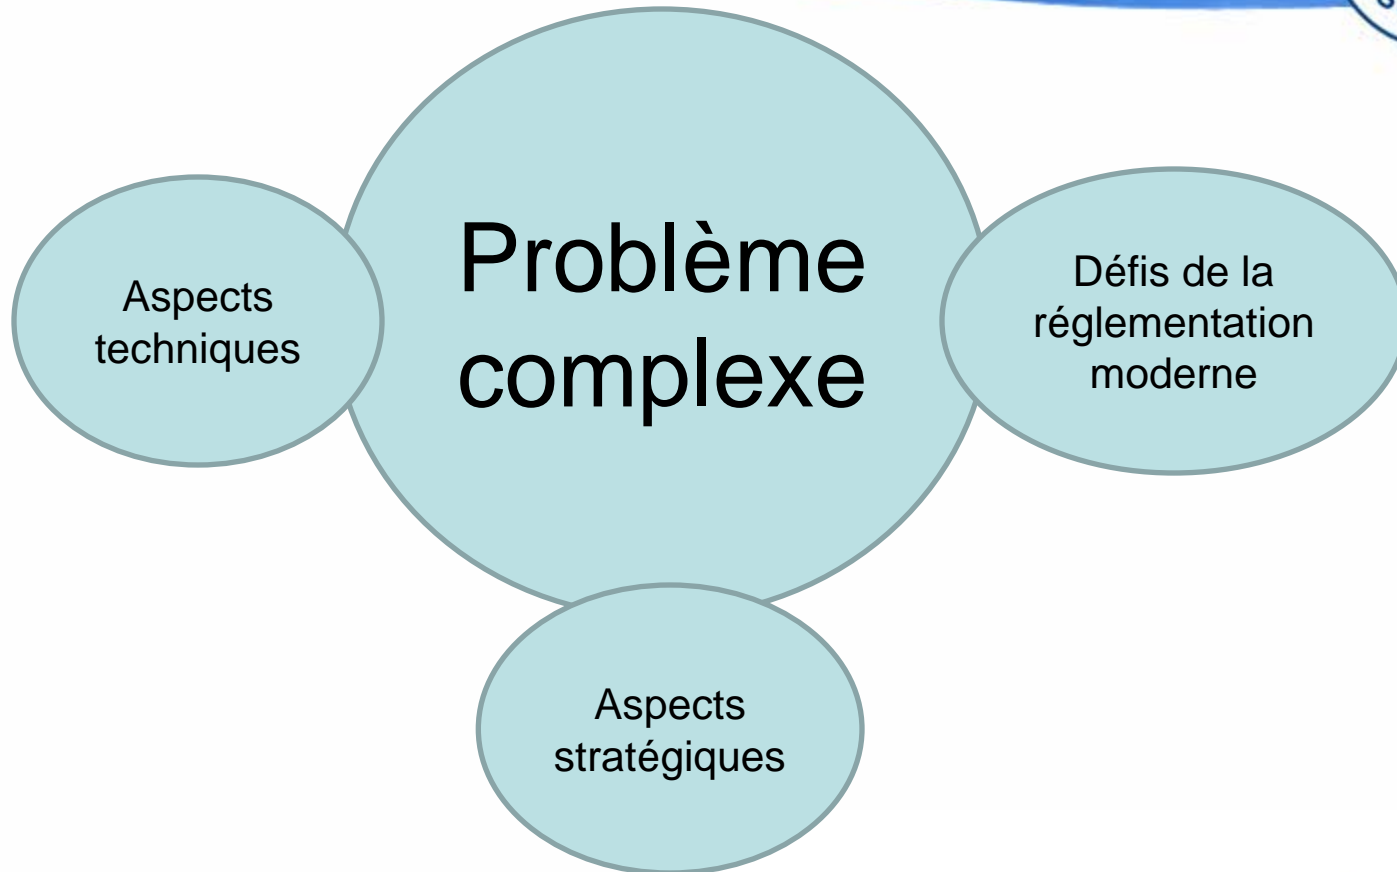 Problème
complexe
Aspects
techniques
Défis de la
réglementation
moderne
Aspects
stratégiques